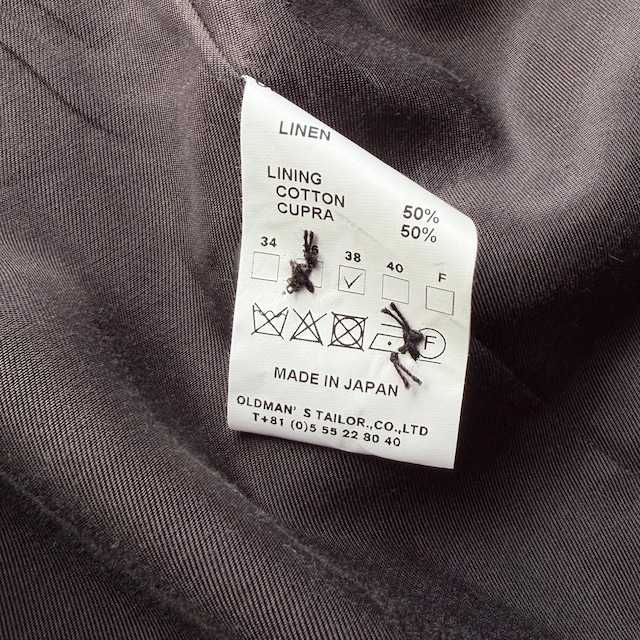 LINEN
LINING
COTTON 50%
CUPRA 50%
34 36 38 40 F
F
MADE IN JAPAN
OLDMAN' S TAILOR.,CO.,LTD
T+81 (0)5 55 22 80 40